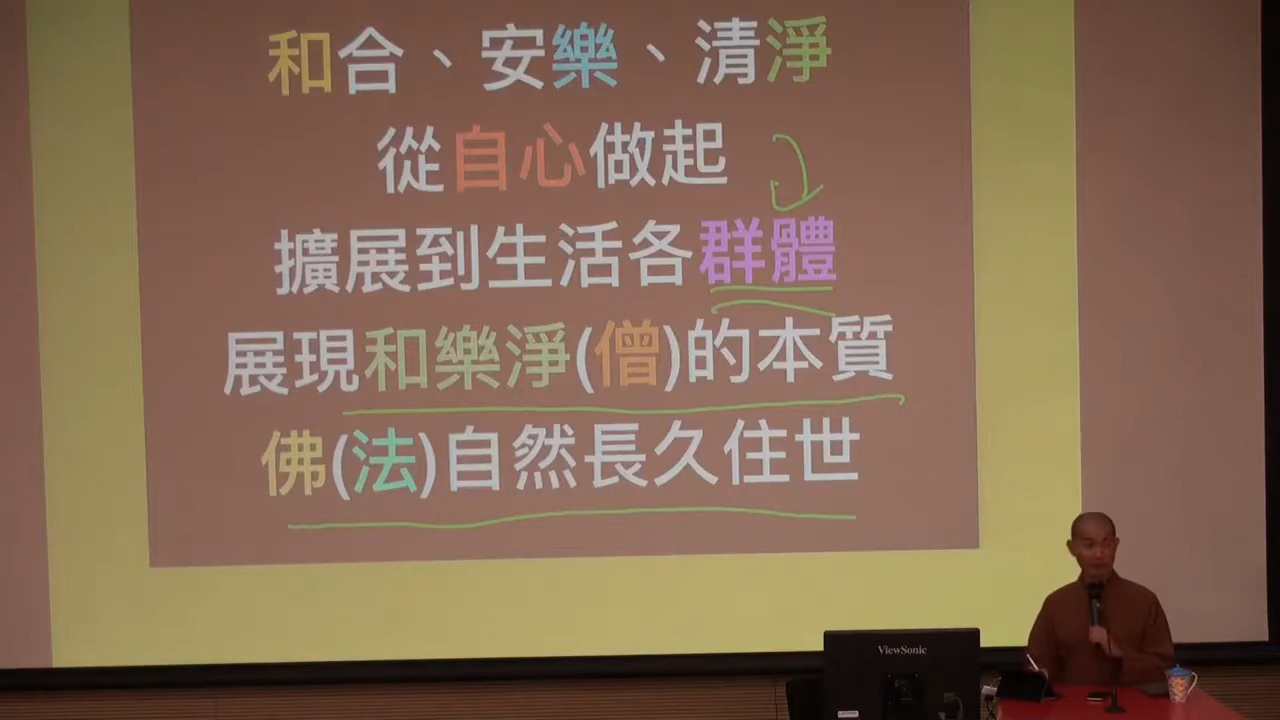 和合、安樂、清淨
從自心做起
擴展到生活各群體
展現和樂淨(僧)的本質
佛(法)自然長久住世
ViewSonic